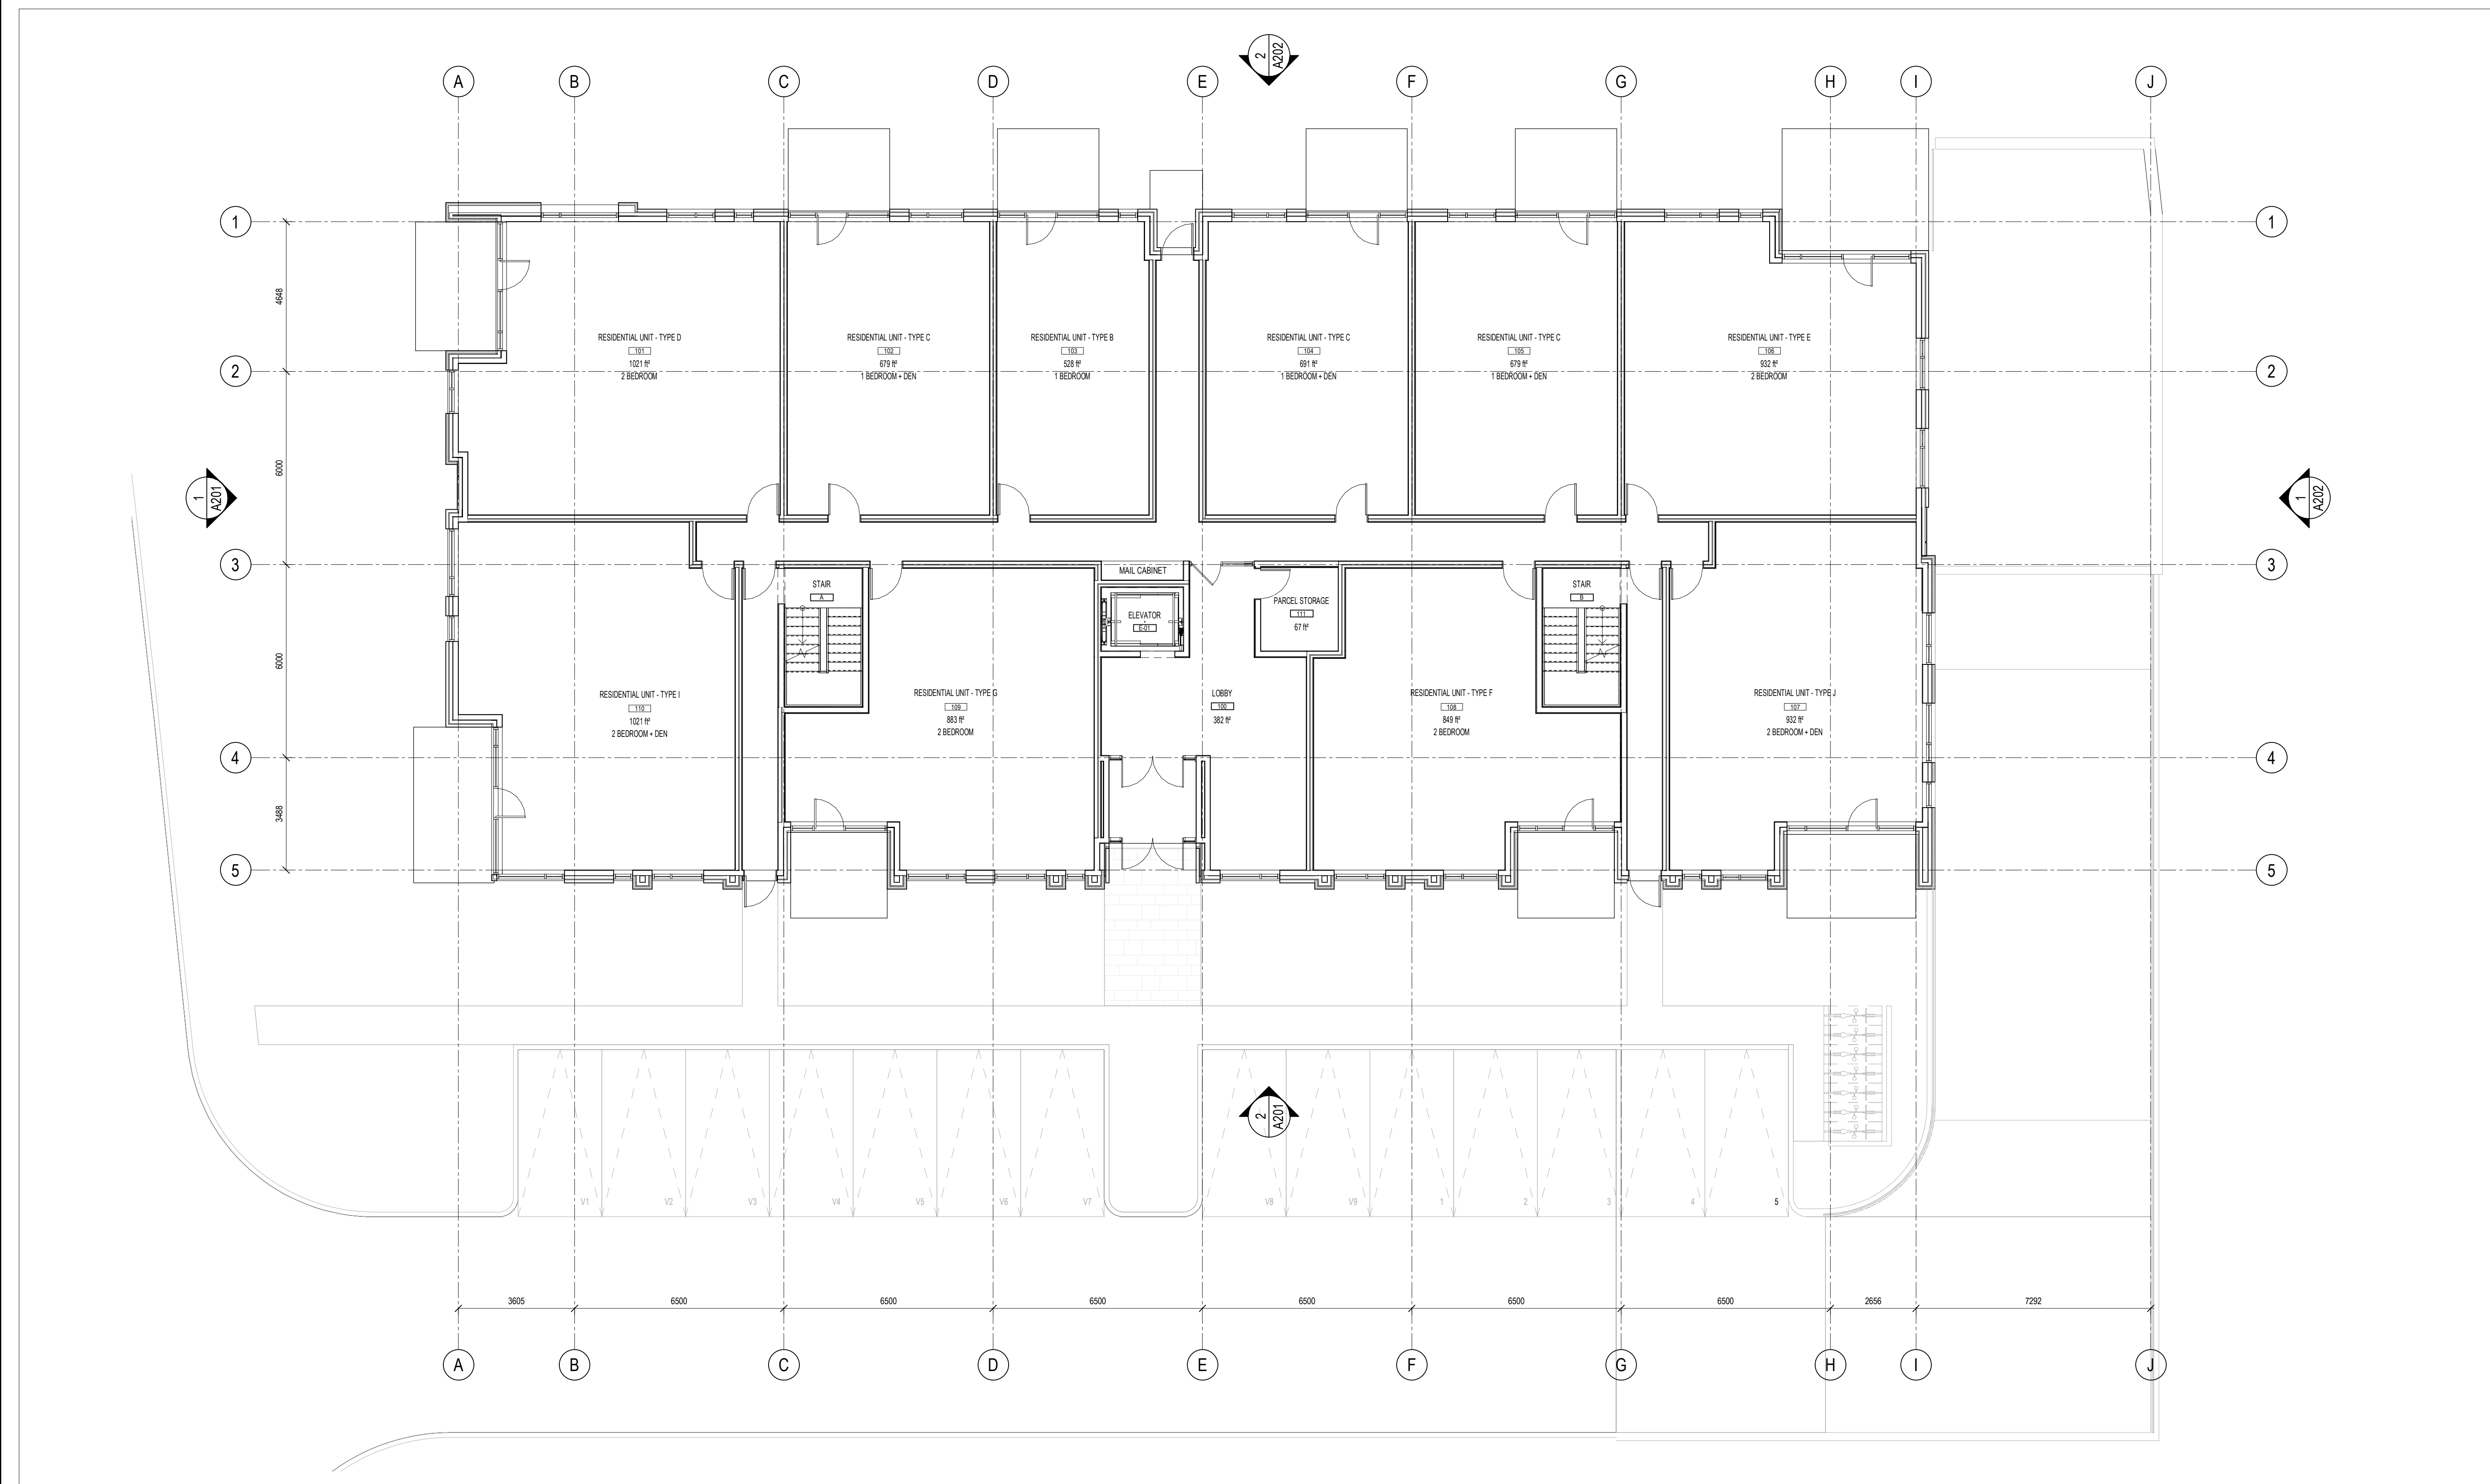 2
A202
A
B
C
D
E
F
G
H
I
J
1
1
4648
RESIDENTIAL UNIT - TYPE D
101
1021 ft²
2 BEDROOM
RESIDENTIAL UNIT - TYPE C
102
679 ft²
1 BEDROOM + DEN
RESIDENTIAL UNIT - TYPE B
103
528 ft²
1 BEDROOM
RESIDENTIAL UNIT - TYPE C
104
691 ft²
1 BEDROOM + DEN
RESIDENTIAL UNIT - TYPE C
105
679 ft²
1 BEDROOM + DEN
RESIDENTIAL UNIT - TYPE E
106
932 ft²
2 BEDROOM
2
2
6000
1
A201
1
A202
3
3
MAIL CABINET
STAIR
A
ELEVATOR
E-01
PARCEL STORAGE
111
67 ft²
STAIR
B
6000
RESIDENTIAL UNIT - TYPE I
110
1021 ft²
2 BEDROOM + DEN
RESIDENTIAL UNIT - TYPE G
109
883 ft²
2 BEDROOM
LOBBY
100
382 ft²
RESIDENTIAL UNIT - TYPE F
108
849 ft²
2 BEDROOM
RESIDENTIAL UNIT - TYPE J
107
932 ft²
2 BEDROOM + DEN
4
4
3488
5
5
2
A201
V1
V2
V3
V4
V5
V6
V7
V8
V9
1
2
3
4
5
3605
6500
6500
6500
6500
6500
6500
2656
7292
A
B
C
D
E
F
G
H
I
J